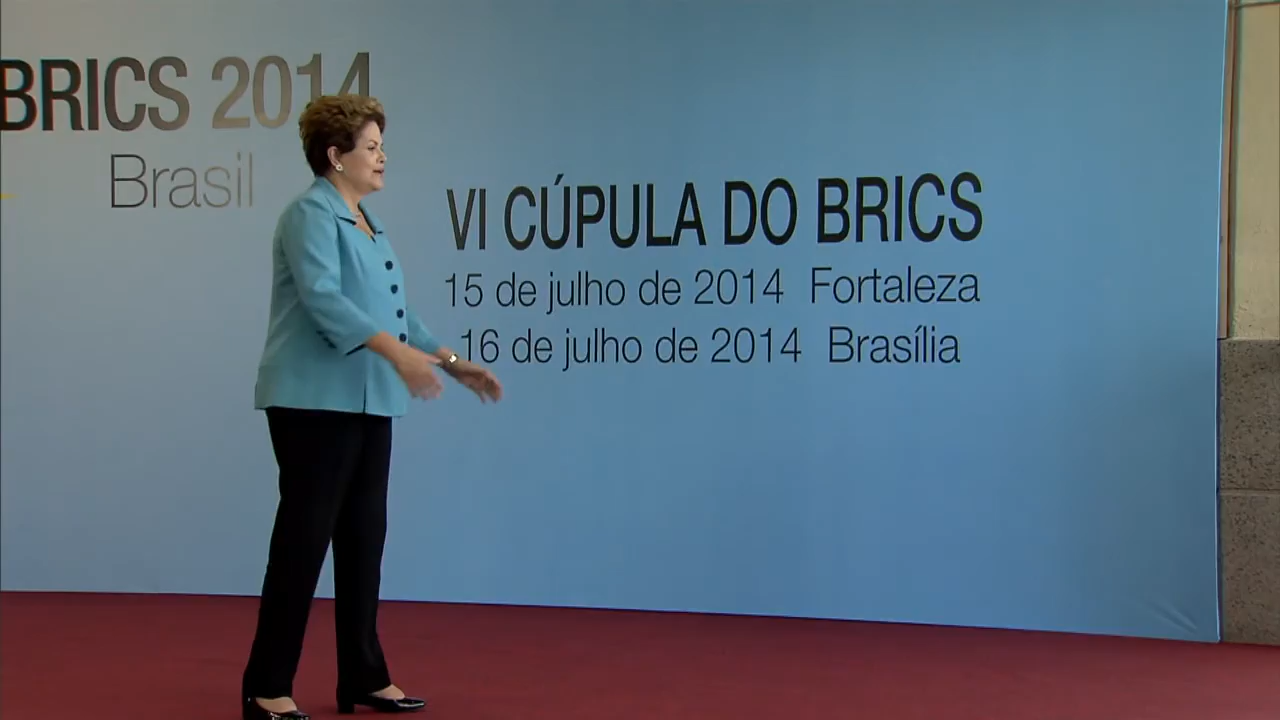 BRICS 2014
Brasil
VI CÚPULA DO BRICS
15 de julho de 2014 Fortaleza
16 de julho de 2014 Brasília